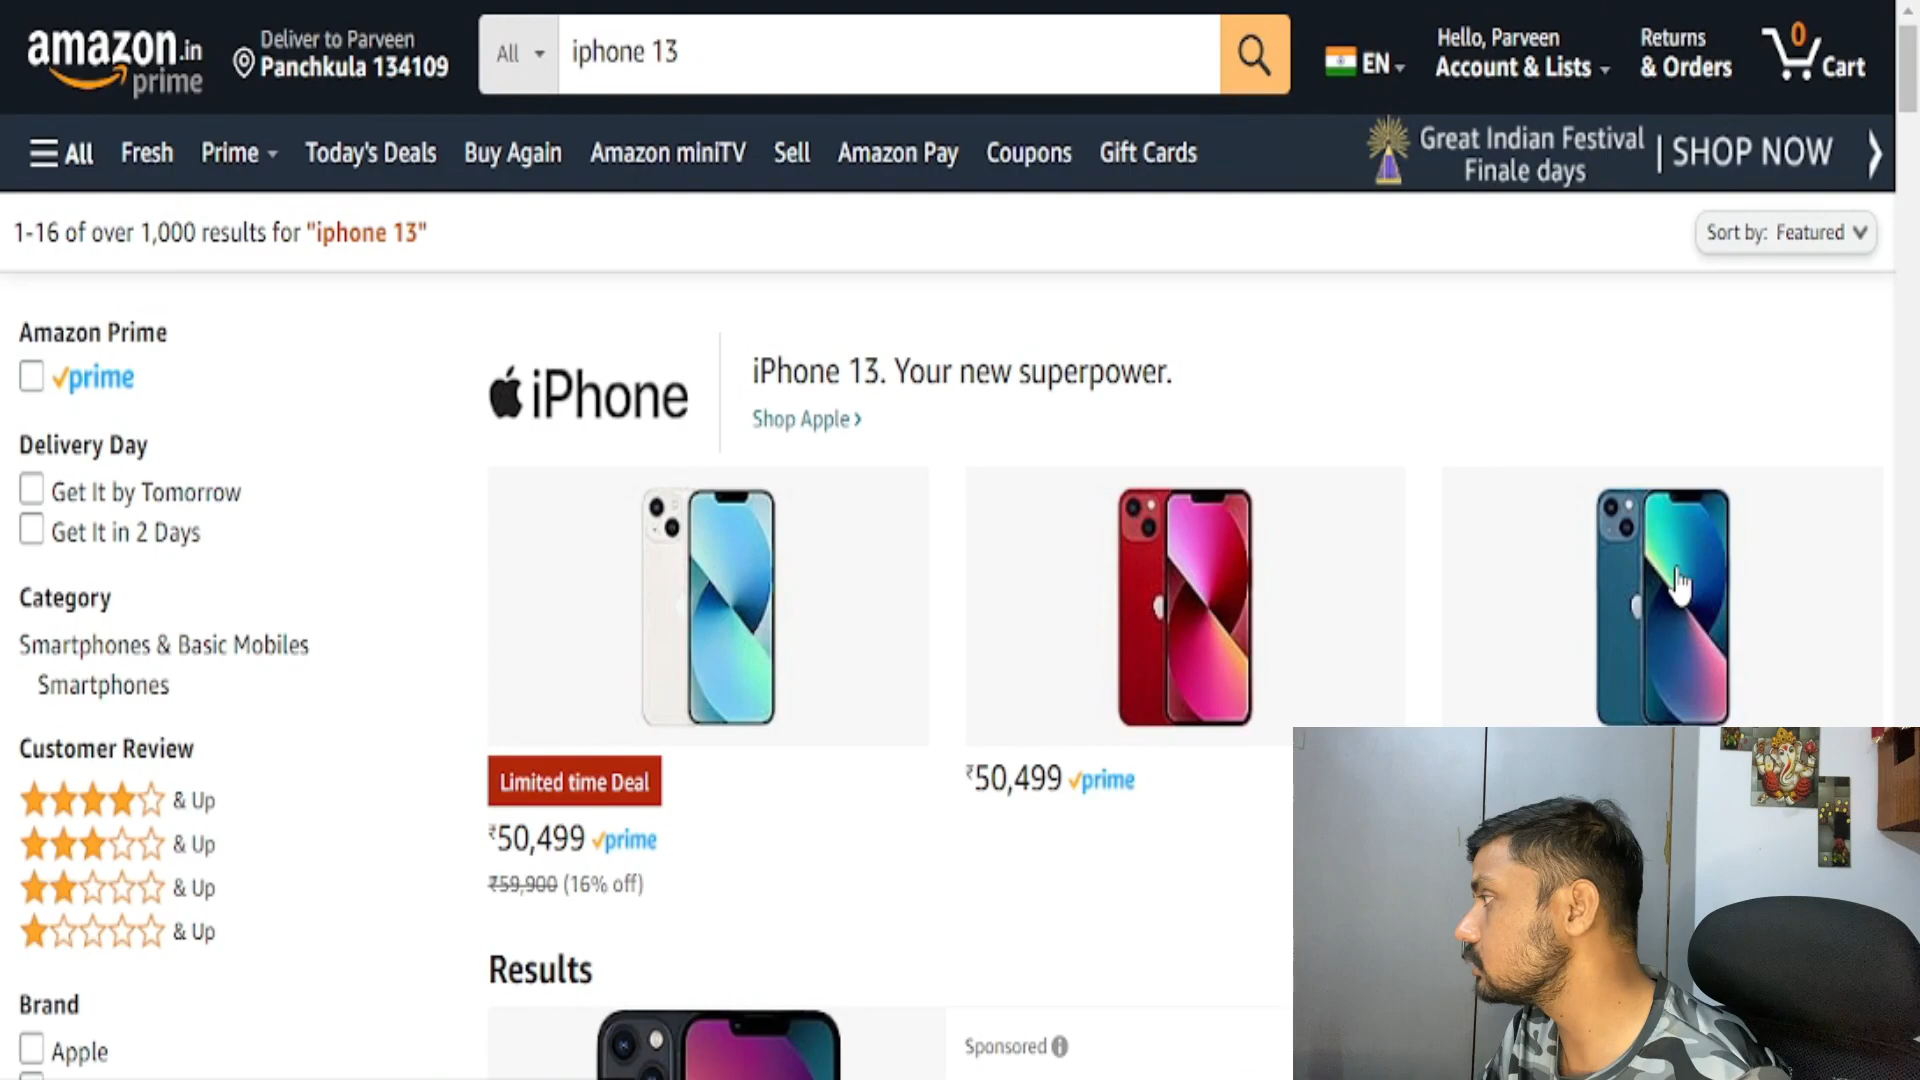 amazon.in
prime
Deliver to Parveen
Panchkula 134109
All
iphone 13
EN
Hello, Parveen
Account & Lists
Returns
& Orders
0
Cart
All
Fresh
Prime
Today's Deals
Buy Again
Amazon miniTV
Sell
Amazon Pay
Coupons
Gift Cards
Great Indian Festival
Finale days
| SHOP NOW
1-16 of over 1,000 results for "iphone 13"
Sort by: Featured
Amazon Prime
prime
Delivery Day
Get It by Tomorrow
Get It in 2 Days
Category
Smartphones & Basic Mobiles
Smartphones
Customer Review
& Up
& Up
& Up
& Up
Brand
Apple
iPhone
iPhone 13. Your new superpower.
Shop Apple ›
Limited time Deal
₹50,499 prime
₹59,900 (16% off)
₹50,499 prime
Results
Sponsored